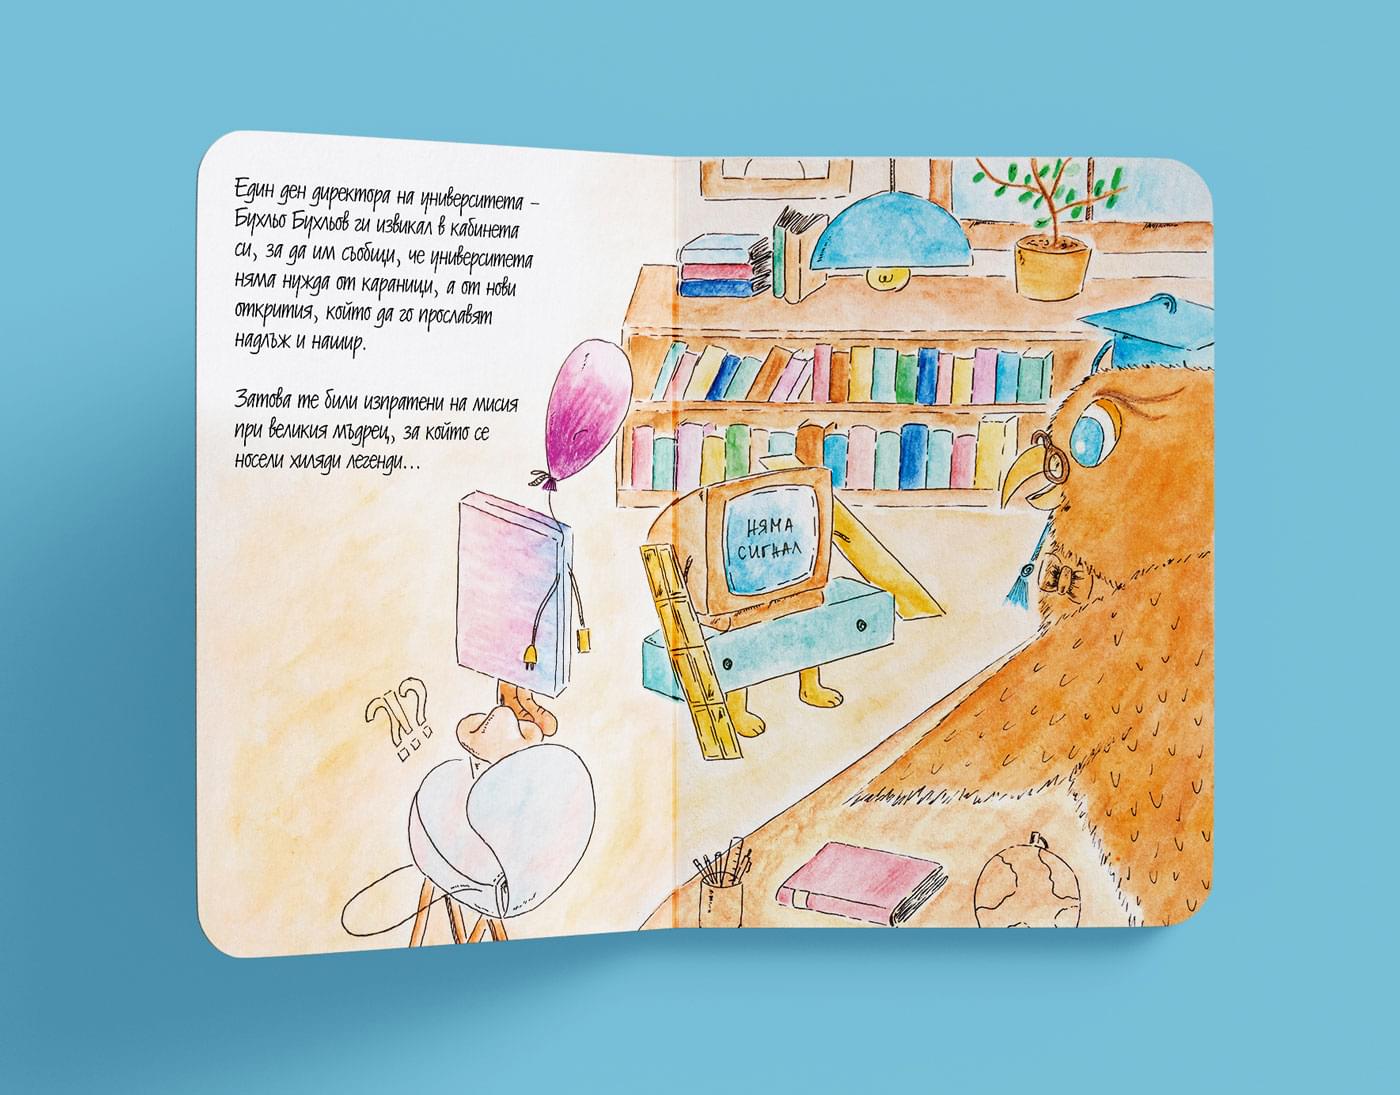 Един ден директора на университета –
Бухльо Бухльов ги извикал в кабинета
си, за да им съобщи, че университета
няма нужда от караници, а от нови
открития, който да го прославят
надлъж и нашир.
Затова те били изпратени на мисия
при великия мъдрец, за който се
носели хиляди легенди...
НЯМА
СИГНАЛ
?!?